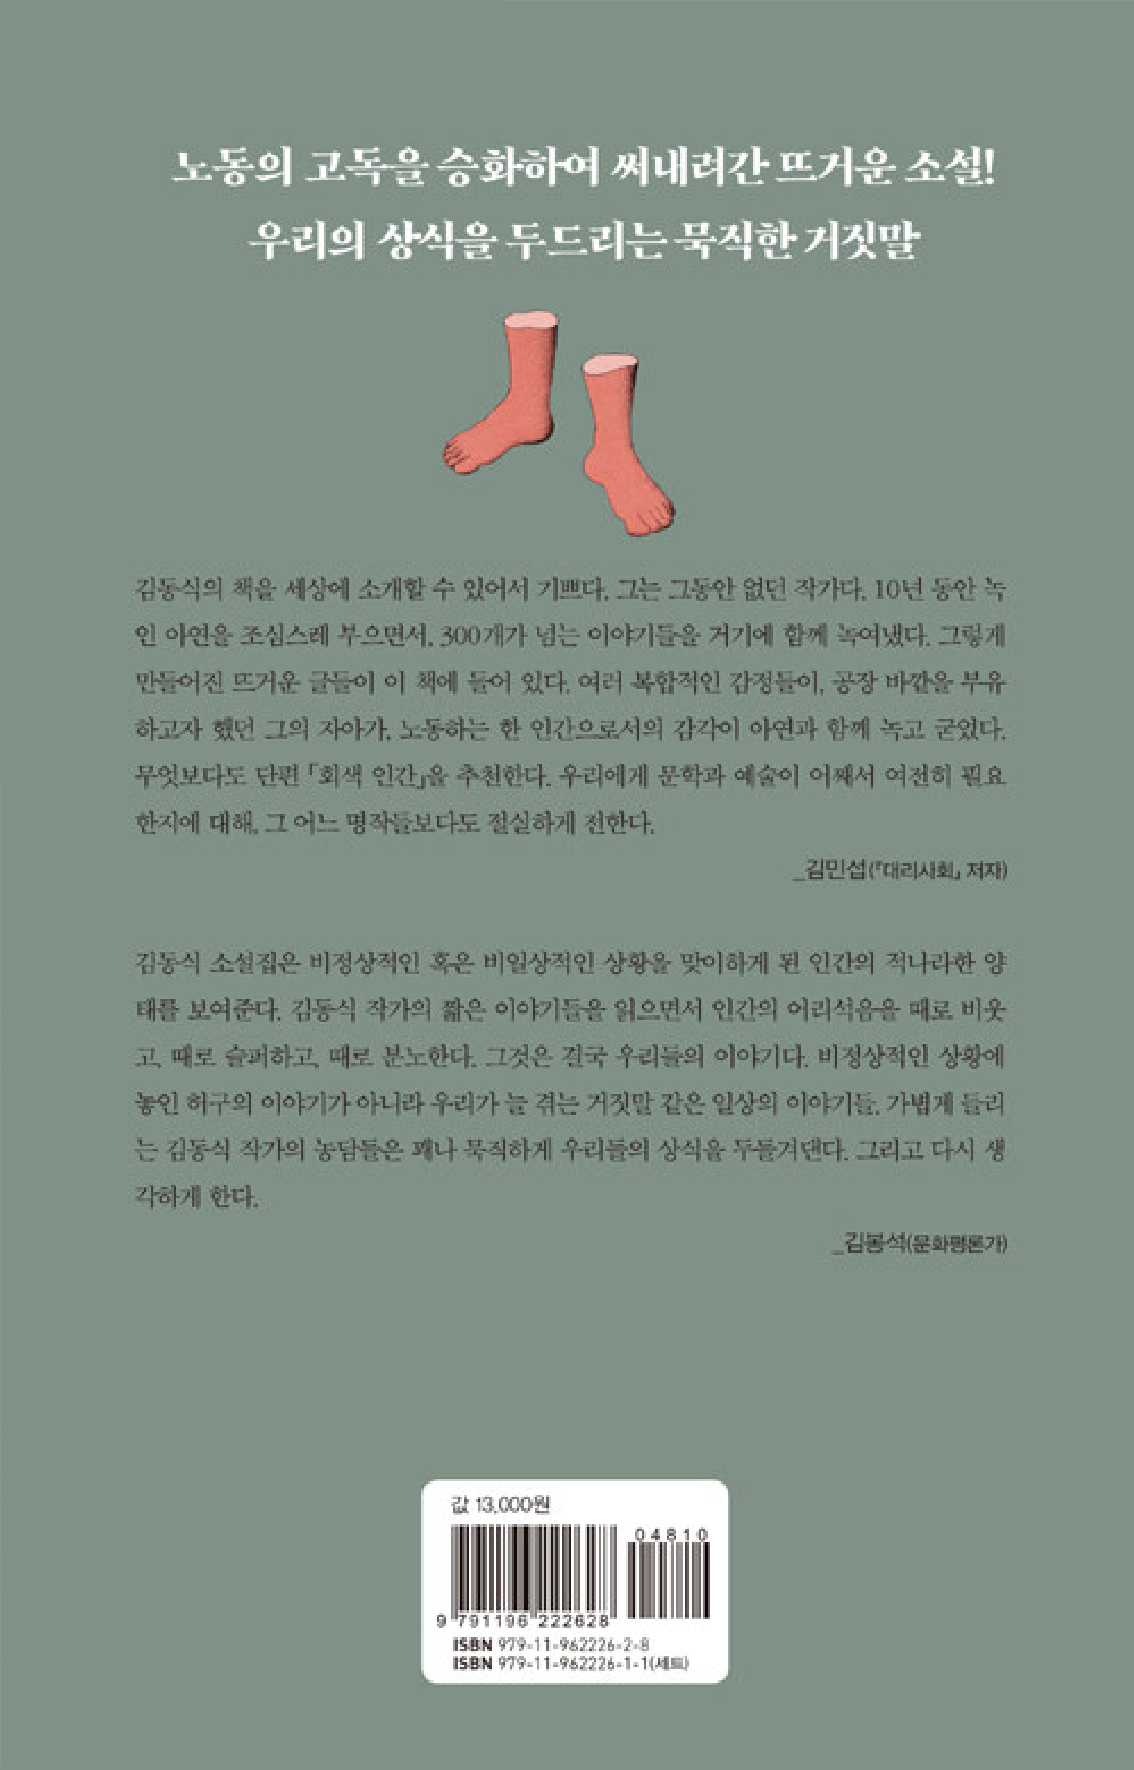 노동의 고독을 승화하여 써내려간 뜨거운 소설!
우리의 상식을 두드리는 묵직한 거짓말
김동식의 책을 세상에 소개할 수 있어서 기쁘다. 그는 그동안 없던 작가다. 10년 동안 녹
인 아연을 조심스레 부으면서, 300개가 넘는 이야기들을 거기에 함께 녹여냈다. 그렇게
만들어진 뜨거운 글들이 이 책에 들어 있다. 여러 복합적인 감정들이, 공장 바깥을 부유
하고자 했던 그의 자아가, 노동하는 한 인간으로서의 감각이 아연과 함께 녹고 굳었다.
무엇보다도 단편 「회색 인간」을 추천한다. 우리에게 문학과 예술이 어째서 여전히 필요
한지에 대해, 그 어느 명작들보다도 절실하게 전한다.
_김민섭(『대리사회』 저자)
김동식 소설집은 비정상적인 혹은 비일상적인 상황을 맞이하게 된 인간의 적나라한 양
태를 보여준다. 김동식 작가의 짧은 이야기들을 읽으면서 인간의 어리석음을 때로 비웃
고, 때로 슬퍼하고, 때로 분노한다. 그것은 결국 우리들의 이야기다. 비정상적인 상황에
놓인 허구의 이야기가 아니라 우리가 늘 겪는 거짓말 같은 일상의 이야기들. 가볍게 들리
는 김동식 작가의 농담들은 꽤나 묵직하게 우리들의 상식을 두들겨댄다. 그리고 다시 생
각하게 한다.
_김봉석(문화평론가)
값 13,000원
04810
9 791196 222628
ISBN 979-11-962226-2-8
ISBN 979-11-962226-1-1(세트)